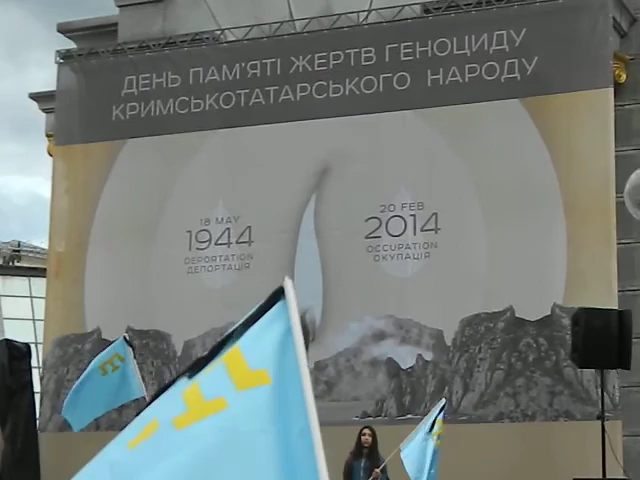 ДЕНЬ ПАМ'ЯТІ ЖЕРТВ ГЕНОЦИДУ
КРИМСЬКОТАТАРСЬКОГО НАРОДУ
18 MAY
1944
DEPORTATION
ДЕПОРТАЦІЯ
20 FEB
2014
OCCUPATION
ОКУПАЦІЯ